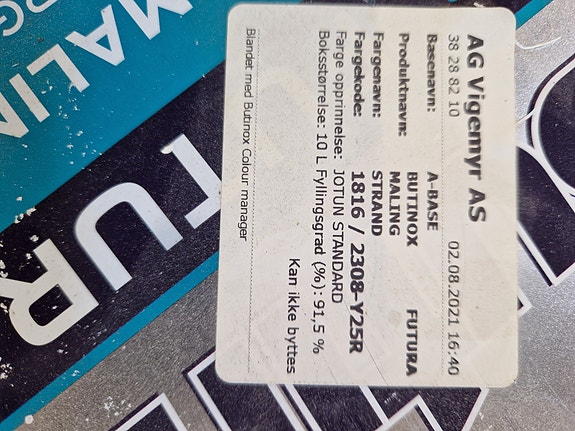 AG Vigemyr AS
38 28 82 10 02.08.2021 16:40
Basenavn: A-BASE
Produktnavn: BUTINOX FUTURA
MALING
Fargenavn: STRAND
Fargekode: 1816 / 2308-Y25R
Farge opprinnelse: JOTUN STANDARD
Boksstørrelse: 10 L Fyllingsgrad (%): 91,5 %
Kan ikke byttes
Blandet med Butinox Colour manager
MALIN
TUR